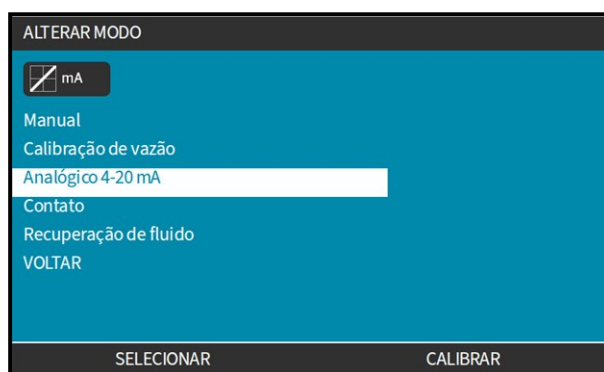 ALTERAR MODO
mA
Manual
Calibração de vazão
Analógico 4-20 mA
Contato
Recuperação de fluido
VOLTAR
SELECIONAR CALIBRAR